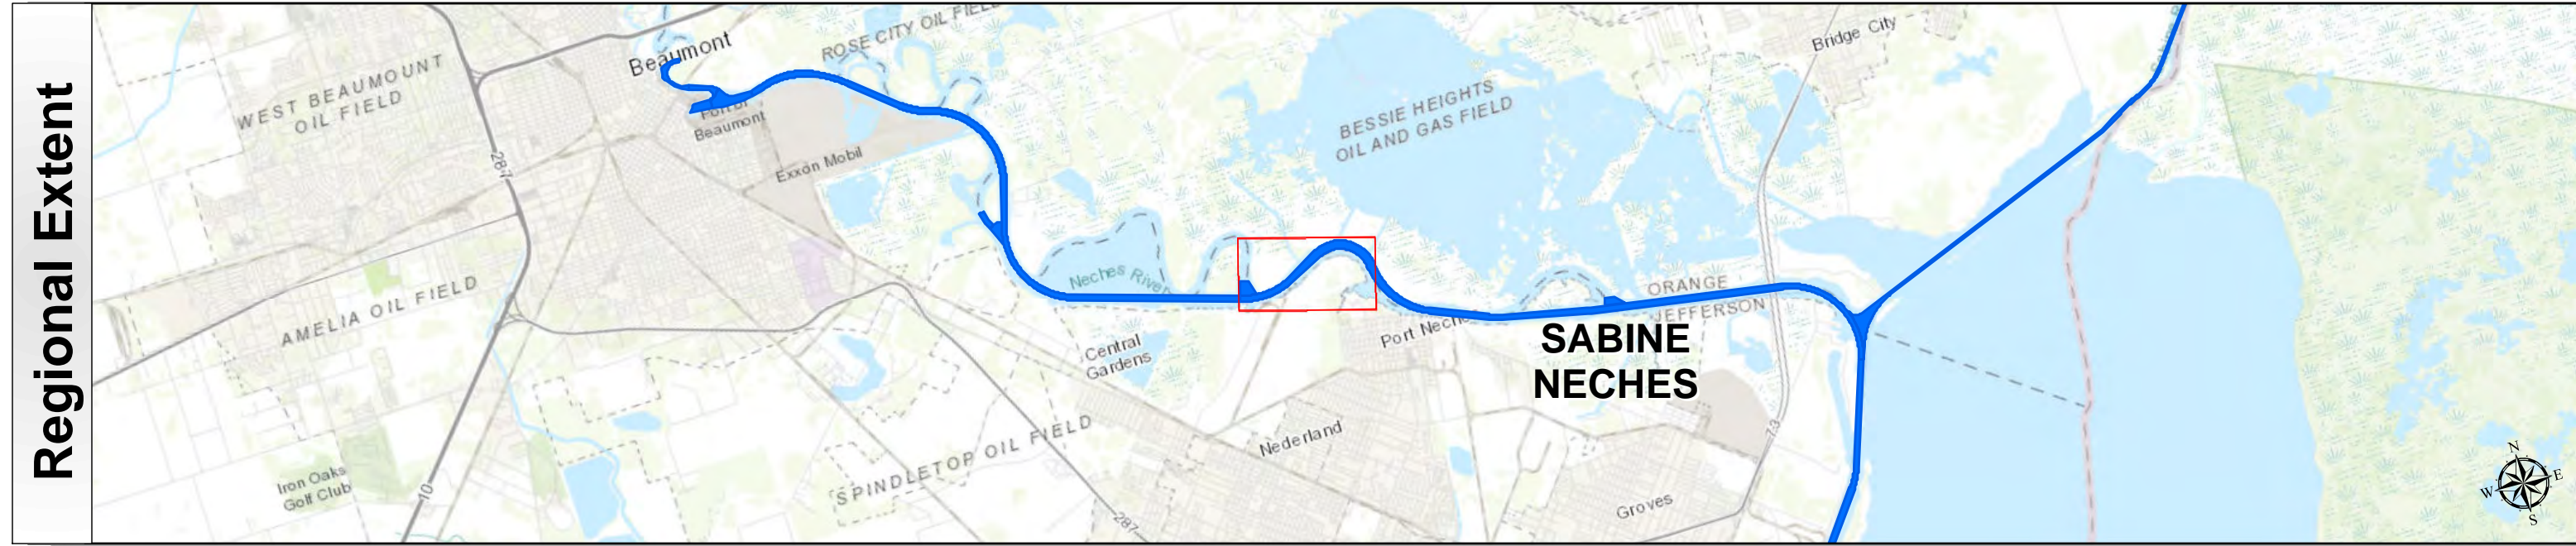 Regional Extent
Beaumont
ROSE CITY OIL FIELD
WEST BEAUMOUNT
OIL FIELD
Port of
Beaumont
Exxon Mobil
287
BESSIE HEIGHTS
OIL AND GAS FIELD
Bridge City
Neches River
AMELIA OIL FIELD
ORANGE
JEFFERSON
Port Neches
SABINE
NECHES
Central
Gardens
SPINDLETOP OIL FIELD
Nederland
73
Iron Oaks
Golf Club
10
287
Groves
N
W
E
S